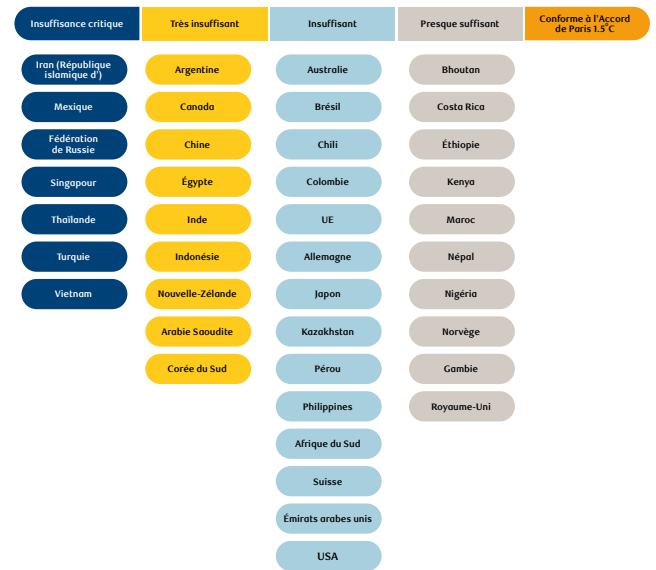 Insuffisance critique
Très insuffisant
Insuffisant
Presque suffisant
Conforme à l'Accord
de Paris 1.5°C
Iran (République
islamique d')
Mexique
Fédération
de Russie
Singapour
Thaïlande
Turquie
Vietnam
Argentine
Canada
Chine
Égypte
Inde
Indonésie
Nouvelle-Zélande
Arabie Saoudite
Corée du Sud
Australie
Brésil
Chili
Colombie
UE
Allemagne
Japon
Kazakhstan
Pérou
Philippines
Afrique du Sud
Suisse
Émirats arabes unis
USA
Bhoutan
Costa Rica
Éthiopie
Kenya
Maroc
Népal
Nigéria
Norvège
Gambie
Royaume-Uni